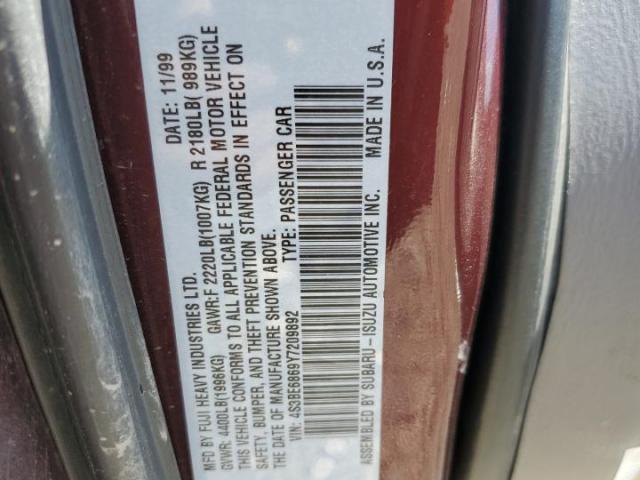 MFD BY FUJI HEAVY INDUSTRIES LTD. DATE: 11/99
GVWR: 4400LB(1996KG) GAWR:F 2220LB(1007KG) R 2180LB( 989KG)
THIS VEHICLE CONFORMS TO ALL APPLICABLE FEDERAL MOTOR VEHICLE
SAFETY, BUMPER, AND THEFT PREVENTION STANDARDS IN EFFECT ON
THE DATE OF MANUFACTURE SHOWN ABOVE.
VIN: 4S3BE6869Y7209892 TYPE: PASSENGER CAR
ASSEMBLED BY SUBARU-ISUZU AUTOMOTIVE INC. MADE IN U.S.A.